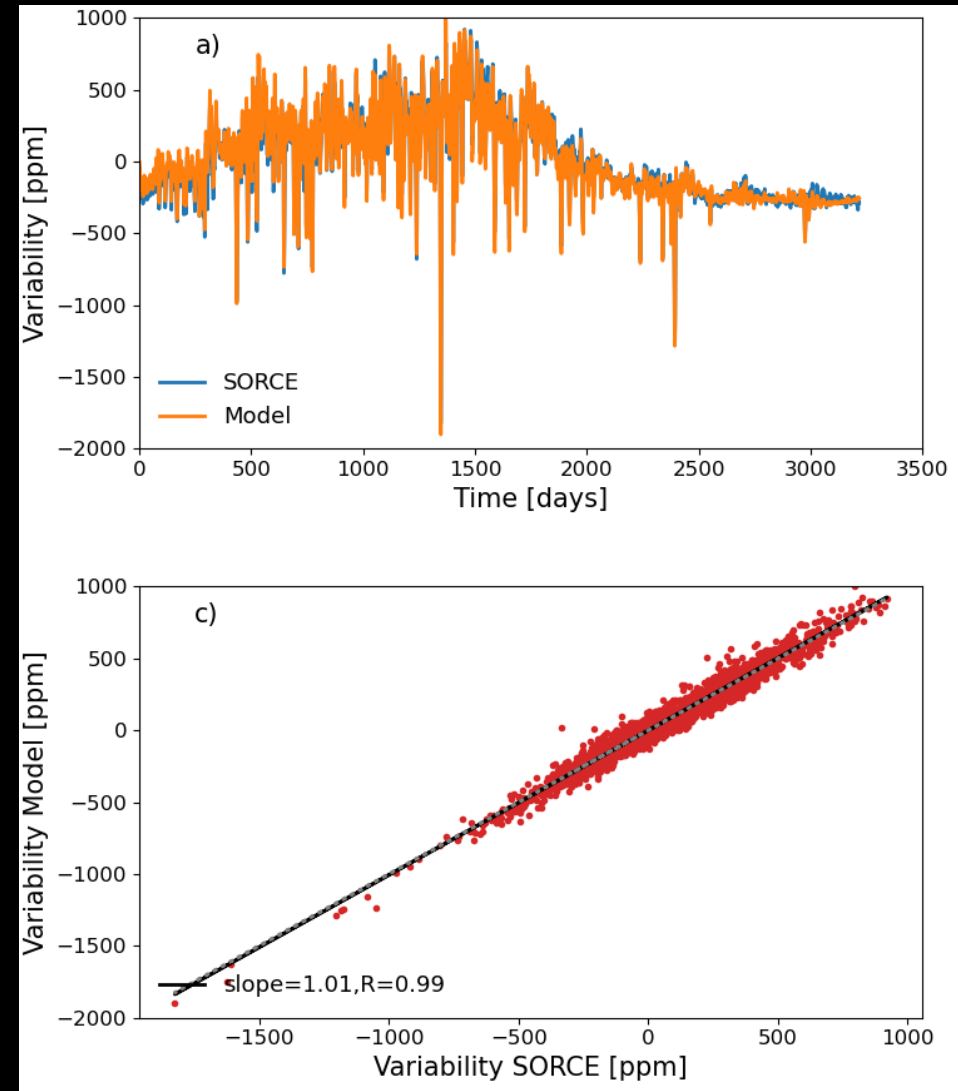 a)
1000
500
0
−500
−1000
−1500
−2000
Variability [ppm]
SORCE
Model
0 500 1000 1500 2000 2500 3000 3500
Time [days]
c)
1000
500
0
−500
−1000
−1500
−2000
Variability Model [ppm]
slope=1.01,R=0.99
−1500 −1000 −500 0 500 1000
Variability SORCE [ppm]